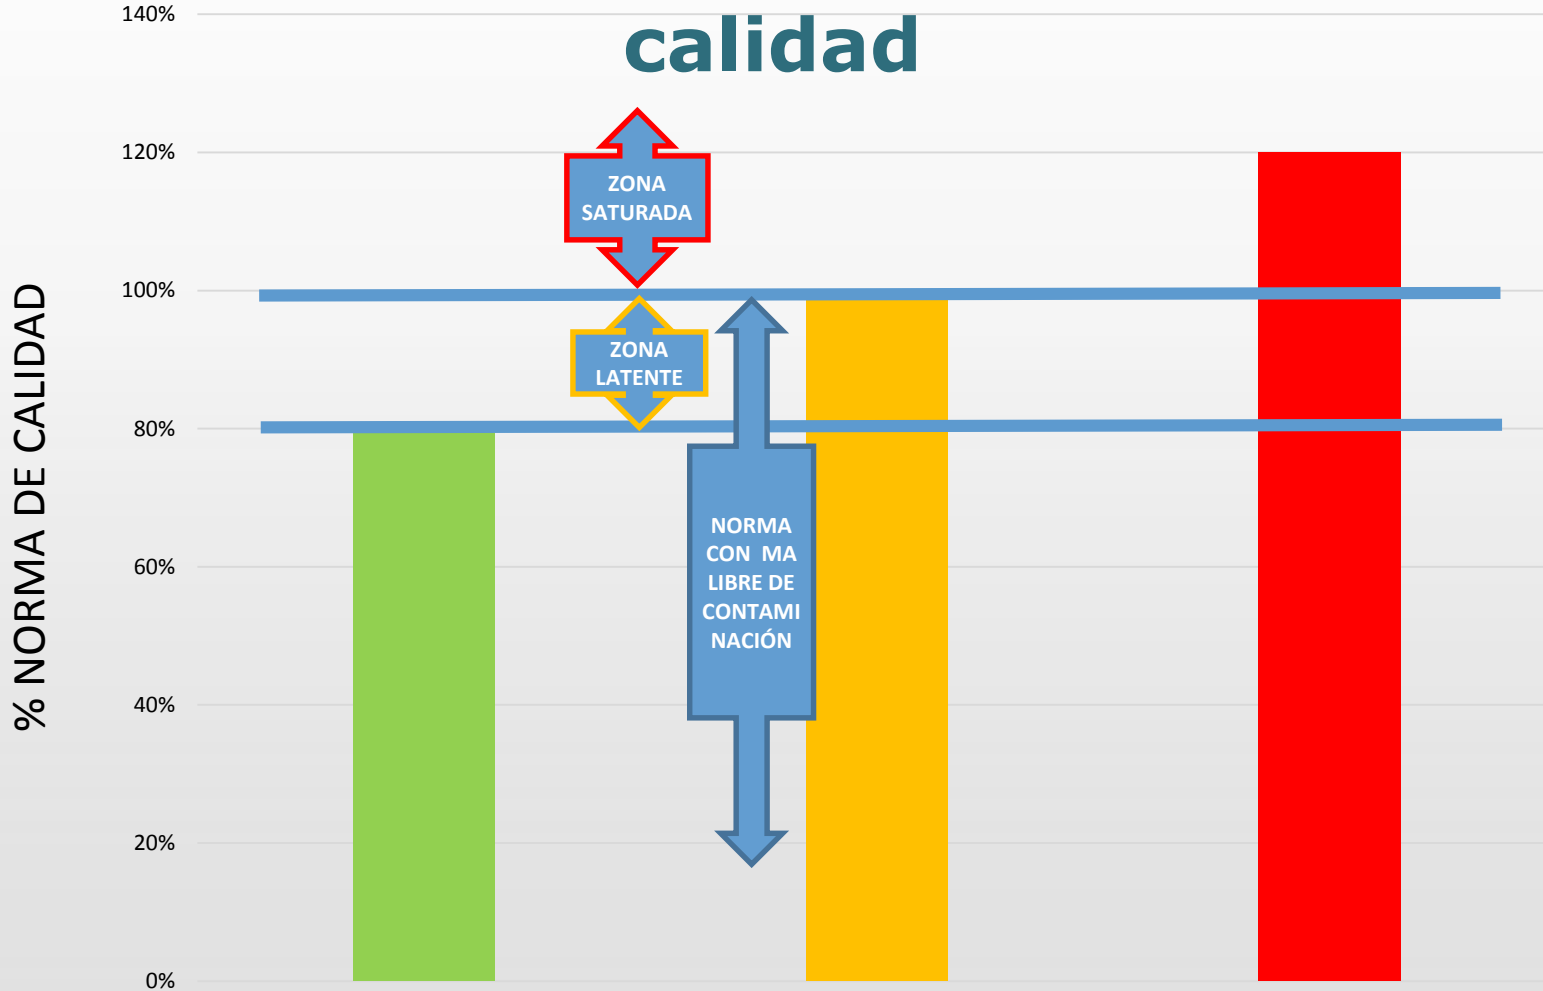 calidad
% NORMA DE CALIDAD
140%
120%
100%
80%
60%
40%
20%
0%
ZONA
SATURADA
ZONA
LATENTE
NORMA
CON MA
LIBRE DE
CONTAMI
NACIÓN